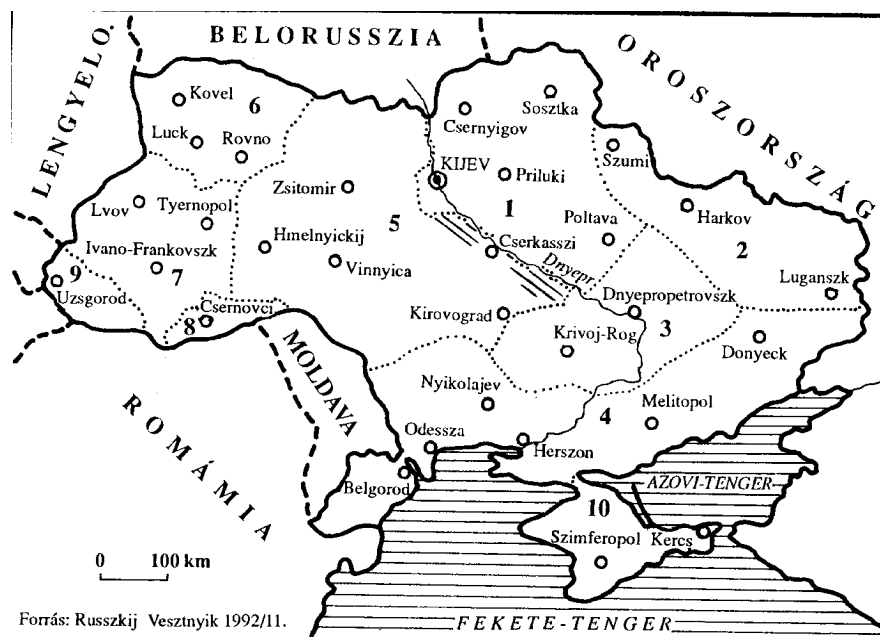 BELORUSSZIA
LENGYELO.
OROSZORSZÁG
Kovel
6
Sosztka
Csernyigov
Luck
Rovno
Szumi
KIJEV
Priluki
Zsitomir
Harkov
Lvov
Tyernopol
5
1
Poltava
2
Hmelnyickij
Cserkasszi
Ivano-Frankovszk
Vinnyica
Dnyepr
9
7
Uzsgorod
Luganszk
Csernovci
8
Kirovograd
Dnyepropetrovszk
3
Krivoj-Rog
Donyeck
MOLDAVA
Nyikolajev
4
Melitopol
ROMÁMIA
Odessza
Herszon
Belgorod
AZOVI-TENGER
10
Szimferopol
Kercs
0 100 km
Forrás: Russzkij Vesztnyik 1992/11.
FEKETE-TENGER